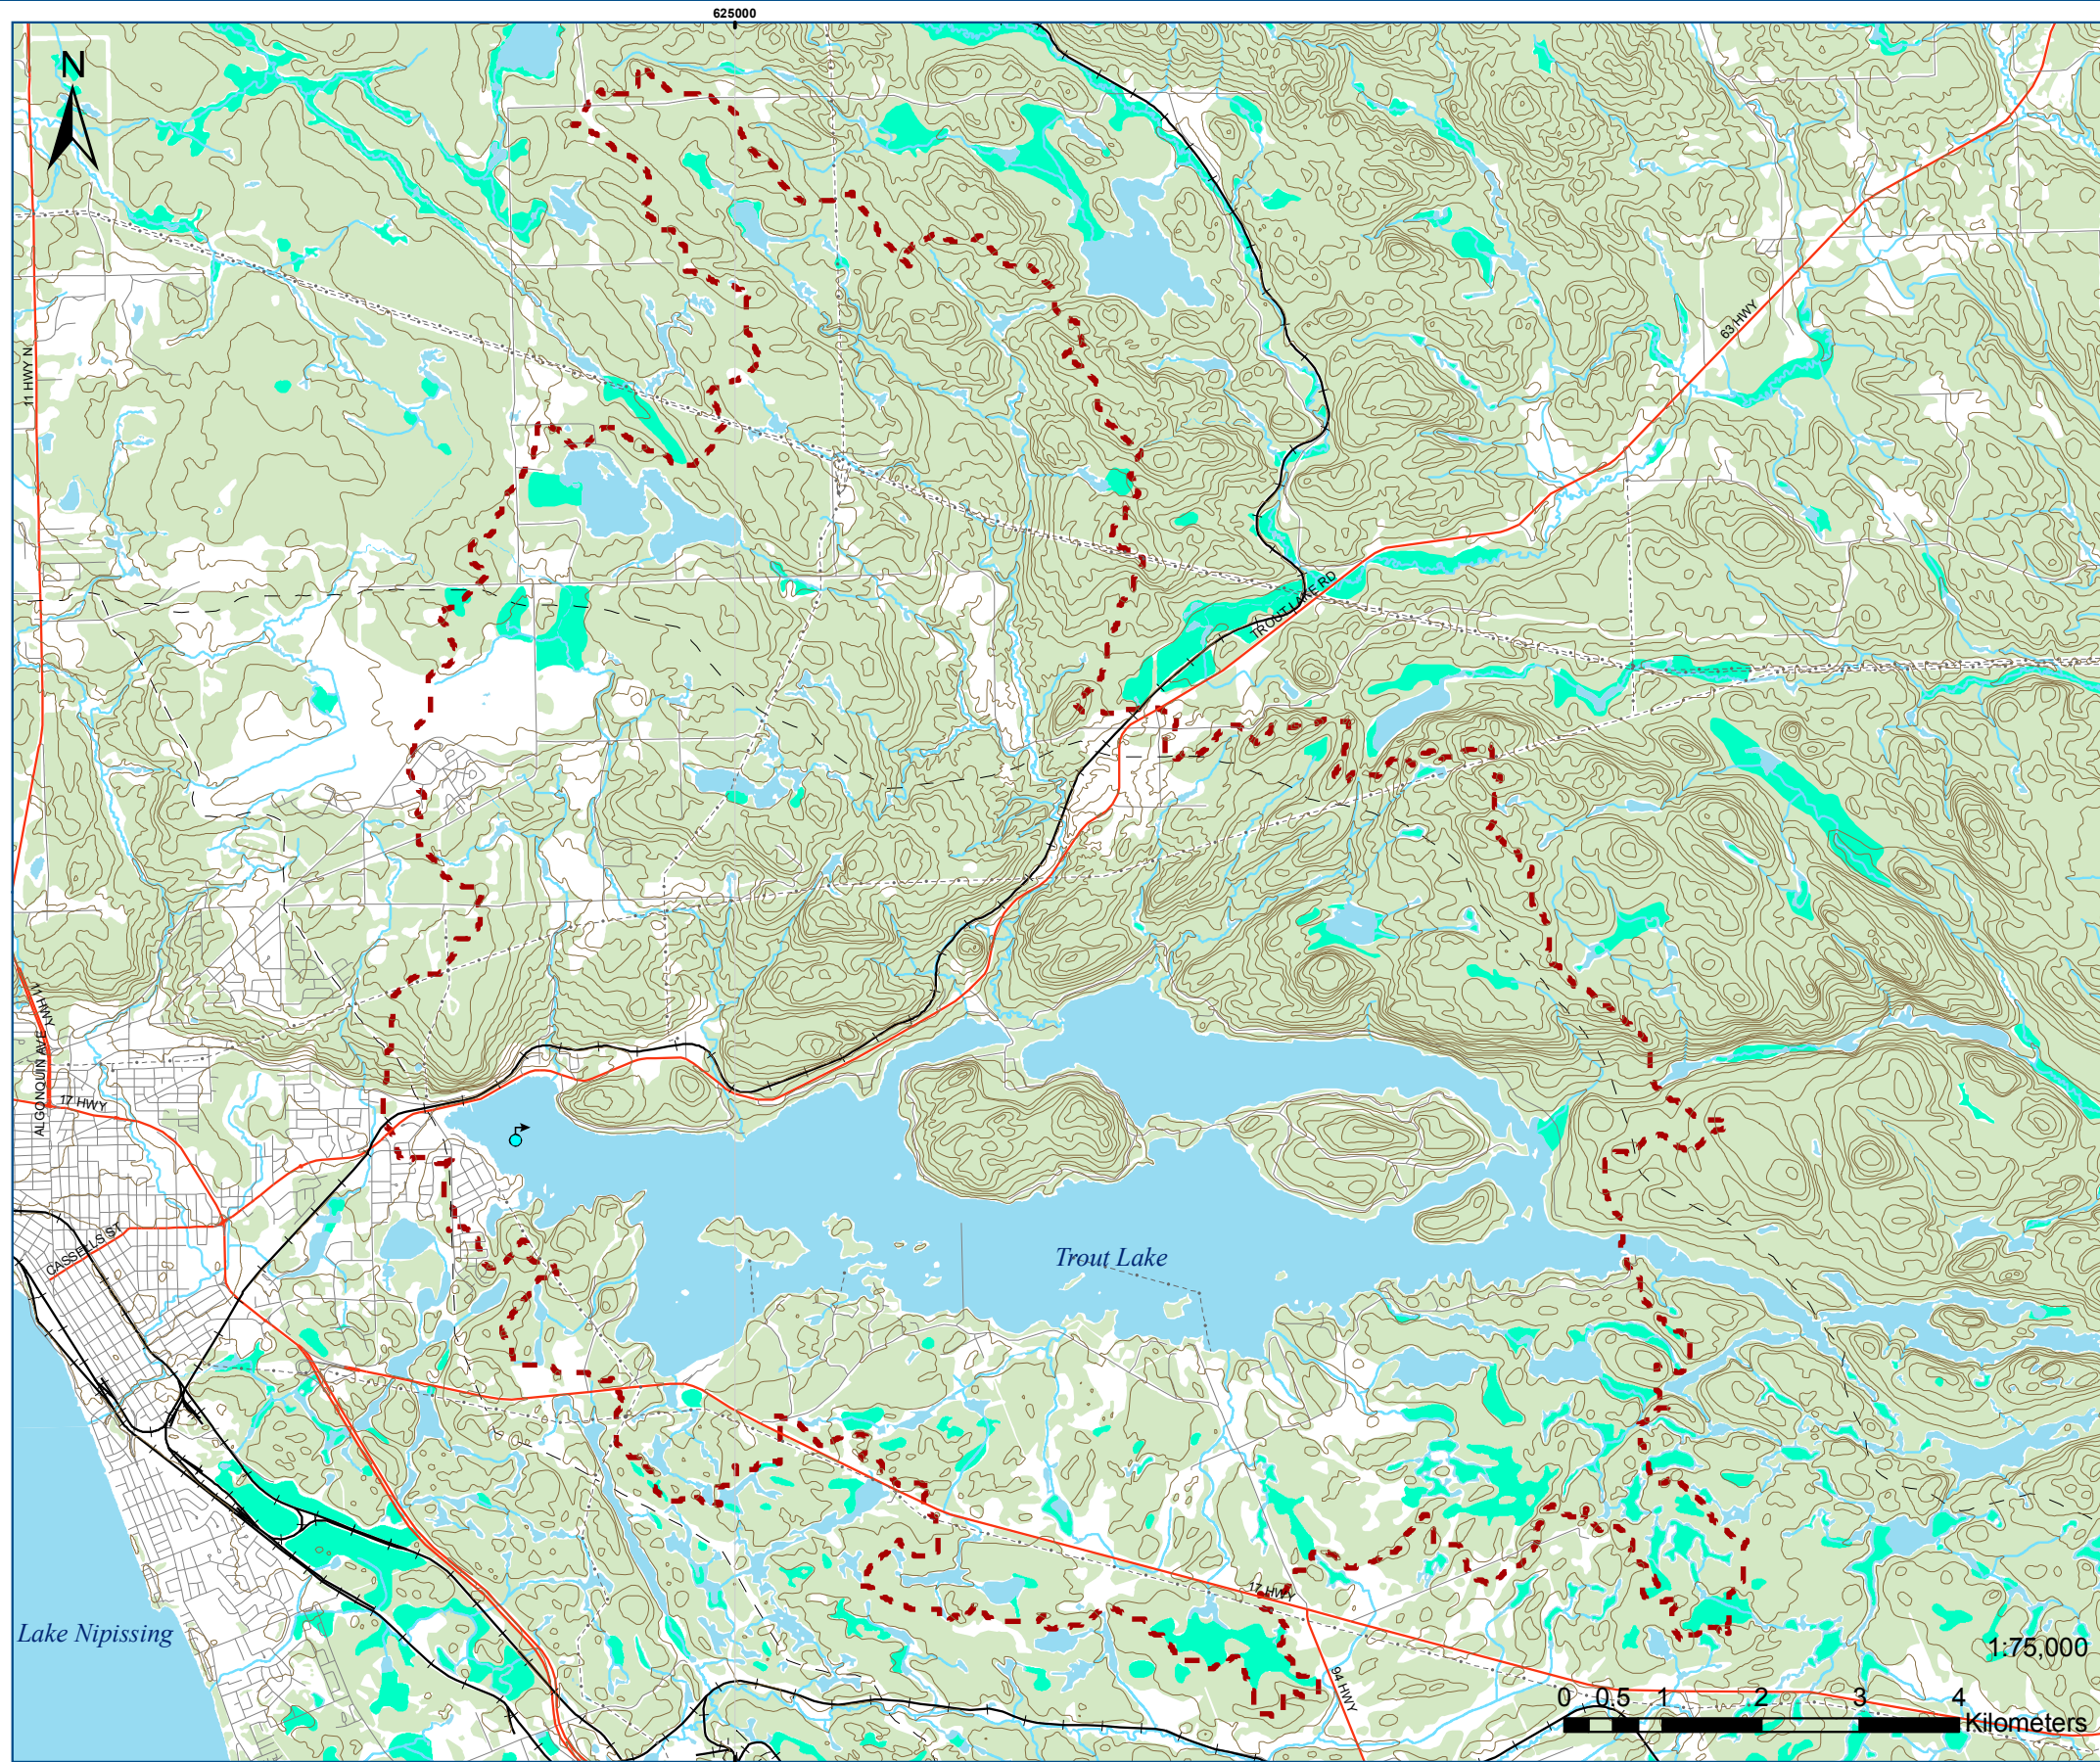 625000
N
63 HWY
11 HWY N
TROUT LAKE RD
11 HWY
ALGONQUIN AVE
17 HWY
CASSELLS ST
Trout Lake
17 HWY
Lake Nipissing
94 HWY
1:75,000
0 0.5 1 2 3 4
Kilometers